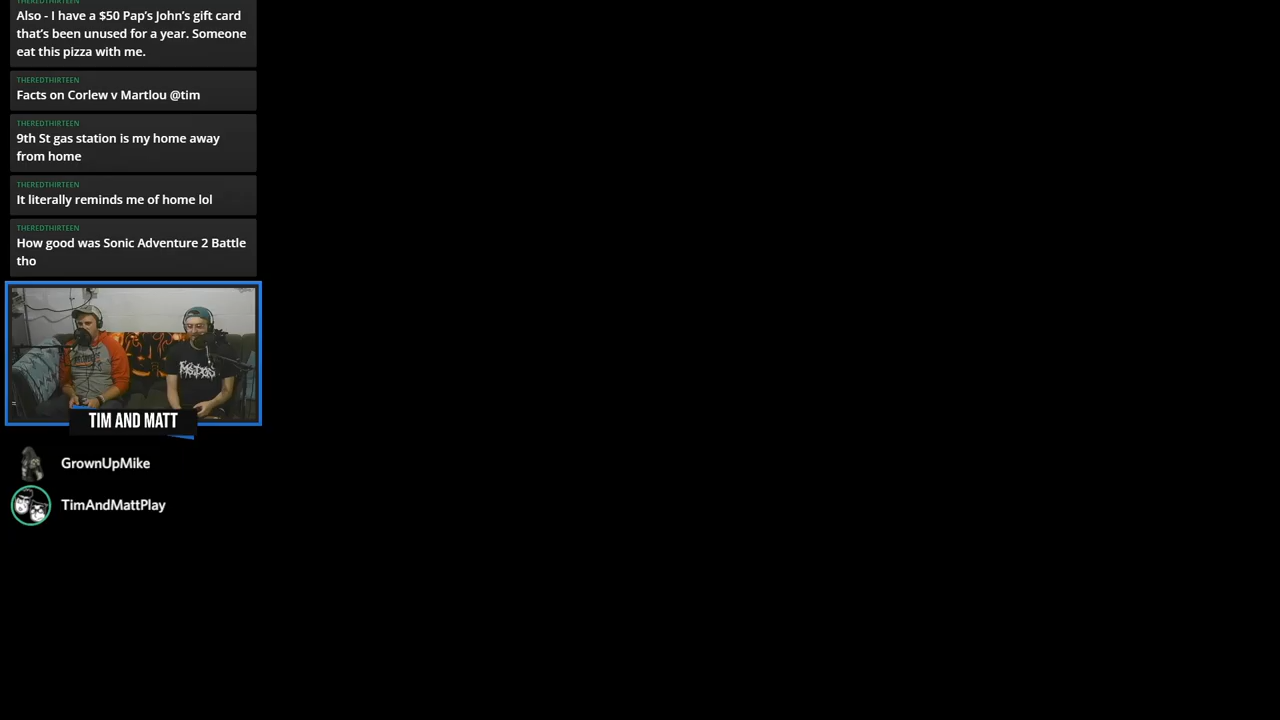 THEREDTHIRTEEN
Also - I have a $50 Pap’s John’s gift card
that’s been unused for a year. Someone
eat this pizza with me.
THEREDTHIRTEEN
Facts on Corlew v Martlou @tim
THEREDTHIRTEEN
9th St gas station is my home away
from home
THEREDTHIRTEEN
It literally reminds me of home lol
THEREDTHIRTEEN
How good was Sonic Adventure 2 Battle
tho
TIM AND MATT
GrownUpMike
TimAndMattPlay